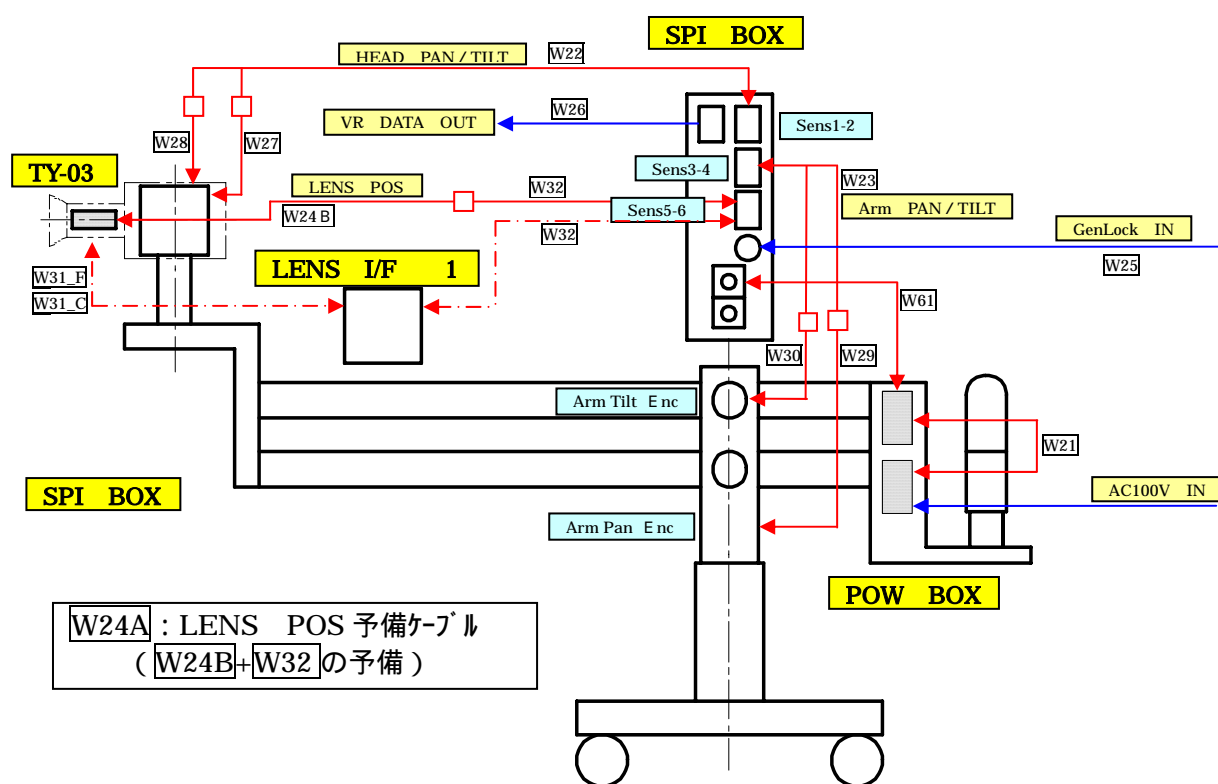 SPI BOX
HEAD PAN / TILT
W22
VR DATA OUT
W26
Sens1-2
W28
W27
TY-03
Sens3-4
W23
LENS POS
W32
W24 B
Sens5-6
Arm PAN / TILT
W32
GenLock IN
W25
LENS I/F 1
W31_F
W31_C
W61
W30
W29
Arm Tilt Enc
W21
SPI BOX
AC100V IN
Arm Pan Enc
POW BOX
W24A : LENS POS 予備ケーブル
( W24B+W32 の予備 )